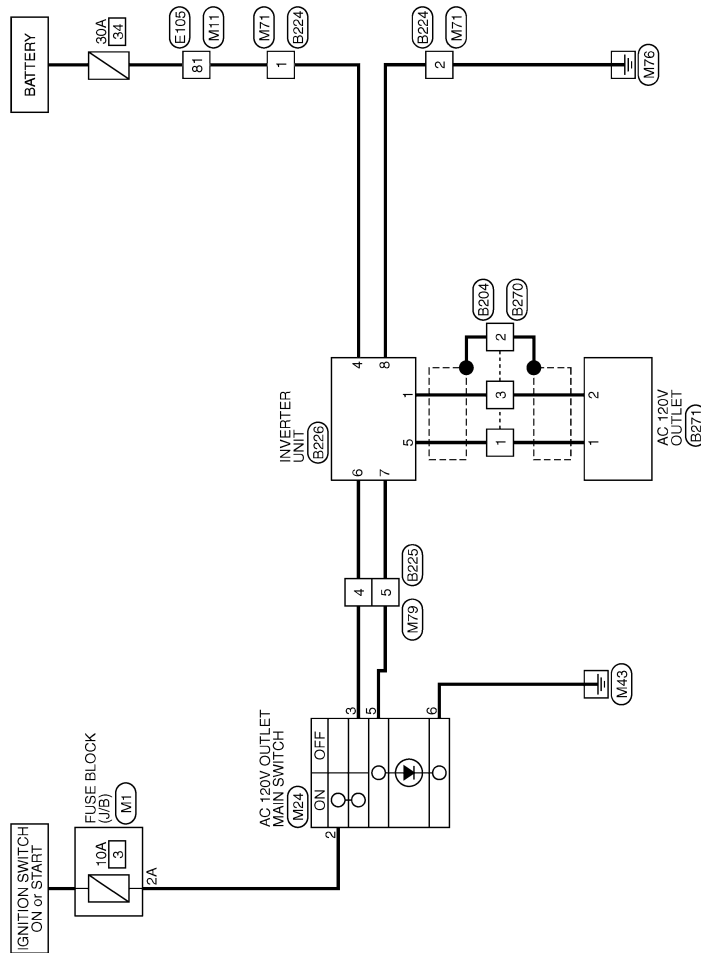 IGNITION SWITCH
ON or START
FUSE BLOCK
(J/B)
M1
10A
3
2A
AC 120V OUTLET
MAIN SWITCH
M24
ON
OFF
2
3
5
6
M43
4
5
M79
B225
INVERTER
UNIT
B226
6
7
4
8
5
1
1
3
2
B204
B270
1
2
AC 120V
OUTLET
B271
BATTERY
30A
34
81
E105
M11
1
M71
B224
2
B224
M71
M76